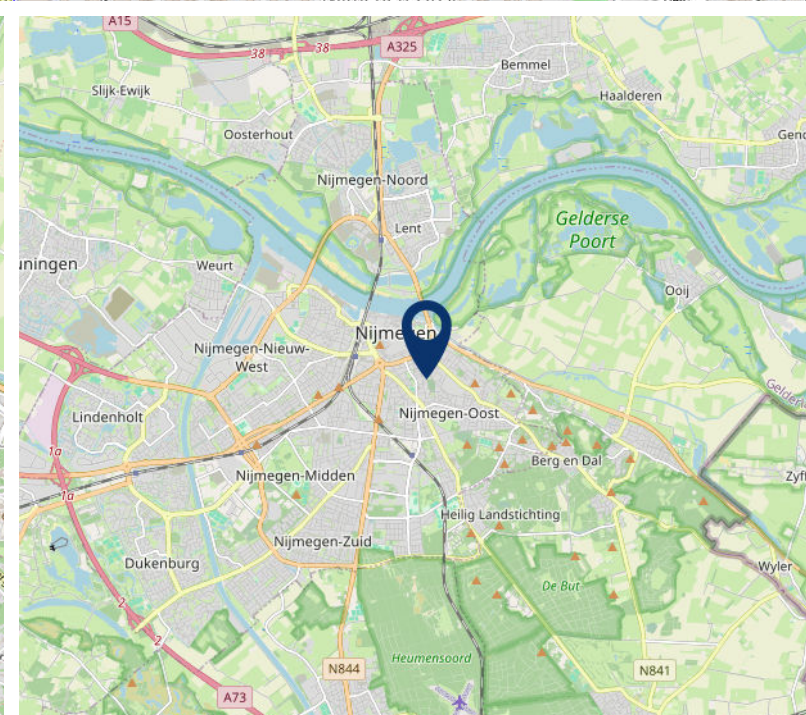 A15
38
38
A325
Bemmel
Slijk-Ewijk
Haalderen
Oosterhout
Nijmegen-Noord
Gelderse
Poort
Lent
uningen
Weurt
Ooij
Nijmegen
Nijmegen-Nieuw-
West
Lindenholt
Nijmegen-Oost
1a
Berg en Dal
Nijmegen-Midden
Zyff
1a
Heilig Landstichting
Nijmegen-Zuid
Dukenburg
Wyler
De But
2
2
Heumensoord
N844
N841
A73